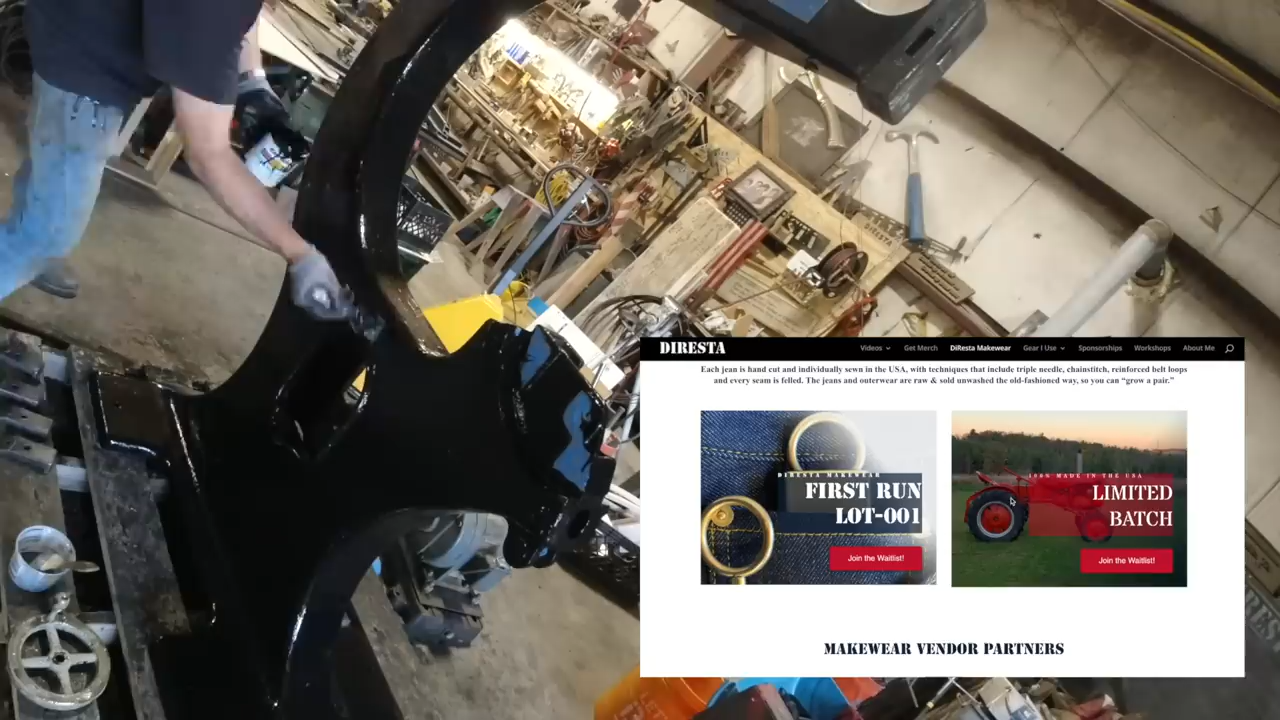 DIRESTA
Videos
Get Merch
DiResta Makewear
Gear I Use
Sponsorships
Workshops
About Me
Each jean is hand cut and individually sewn in the USA, with techniques that include triple needle, chainstitch, reinforced belt loops
and every seam is felled. The jeans and outerwear are raw & sold unwashed the old-fashioned way, so you can “grow a pair.”
DIRESTA MAKEWEAR
FIRST RUN
LOT-001
Join the Waitlist!
100% MADE IN THE USA
LIMITED
BATCH
Join the Waitlist!
MAKEWEAR VENDOR PARTNERS
DIRESTA